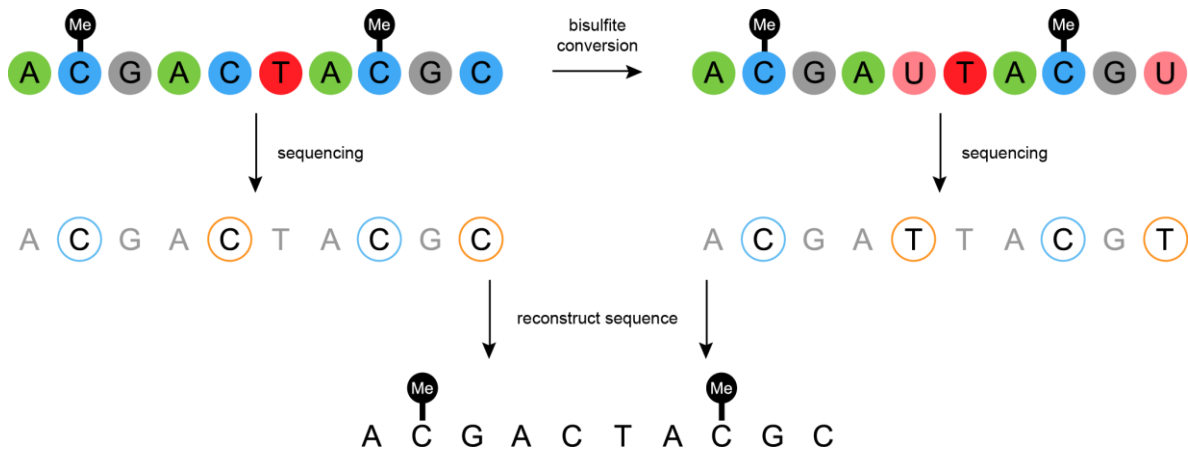 Me Me bisulfite conversion Me Me
A C G A C T A C G C A C G A U T A C G U
sequencing sequencing
A C G A C T A C G C A C G A T T A C G T
reconstruct sequence
Me Me
A C G A C T A C G C